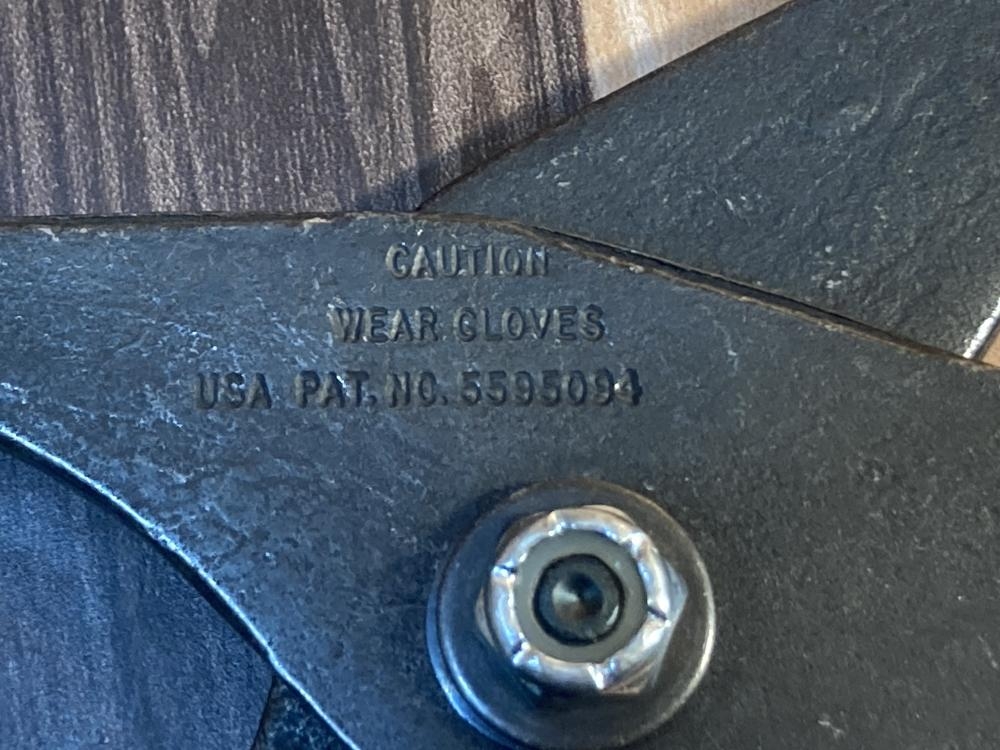 CAUTION
WEAR GLOVES
USA PAT. NO. 5595094